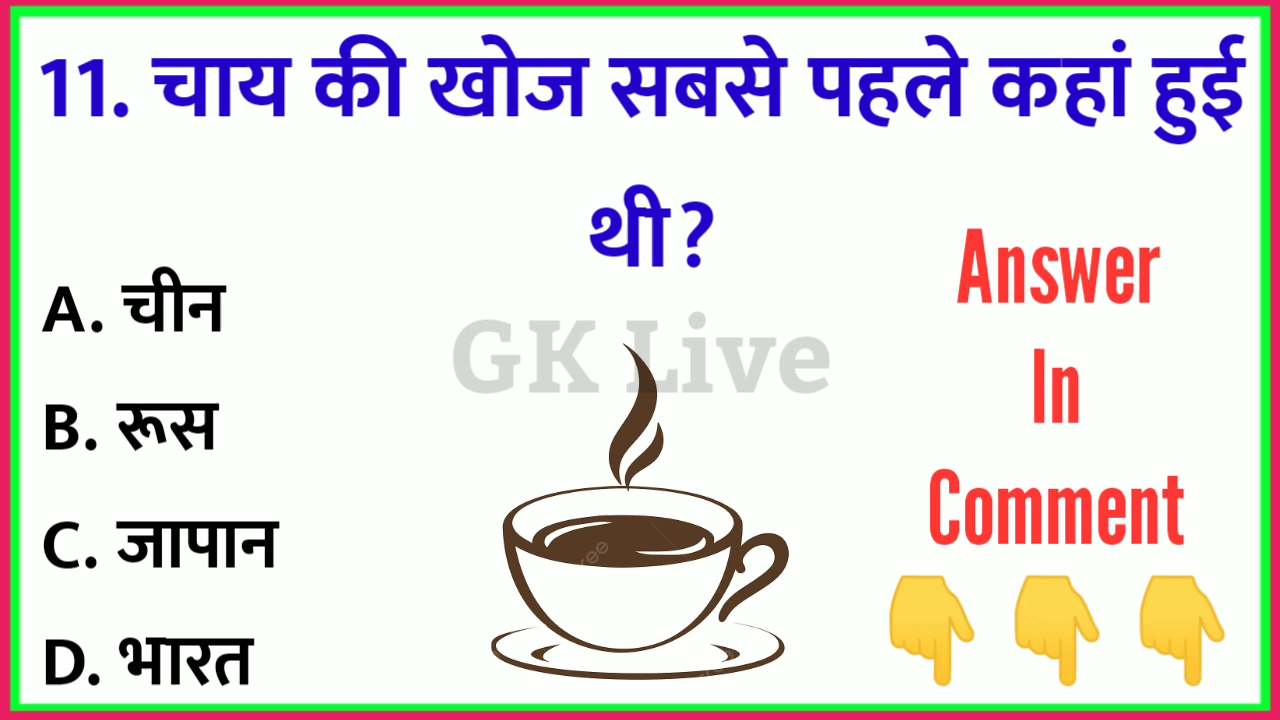 11. चाय की खोज सबसे पहले कहां हुई
थी?
A. चीन
B. रूस
C. जापान
D. भारत
GK Live
Answer
In
Comment